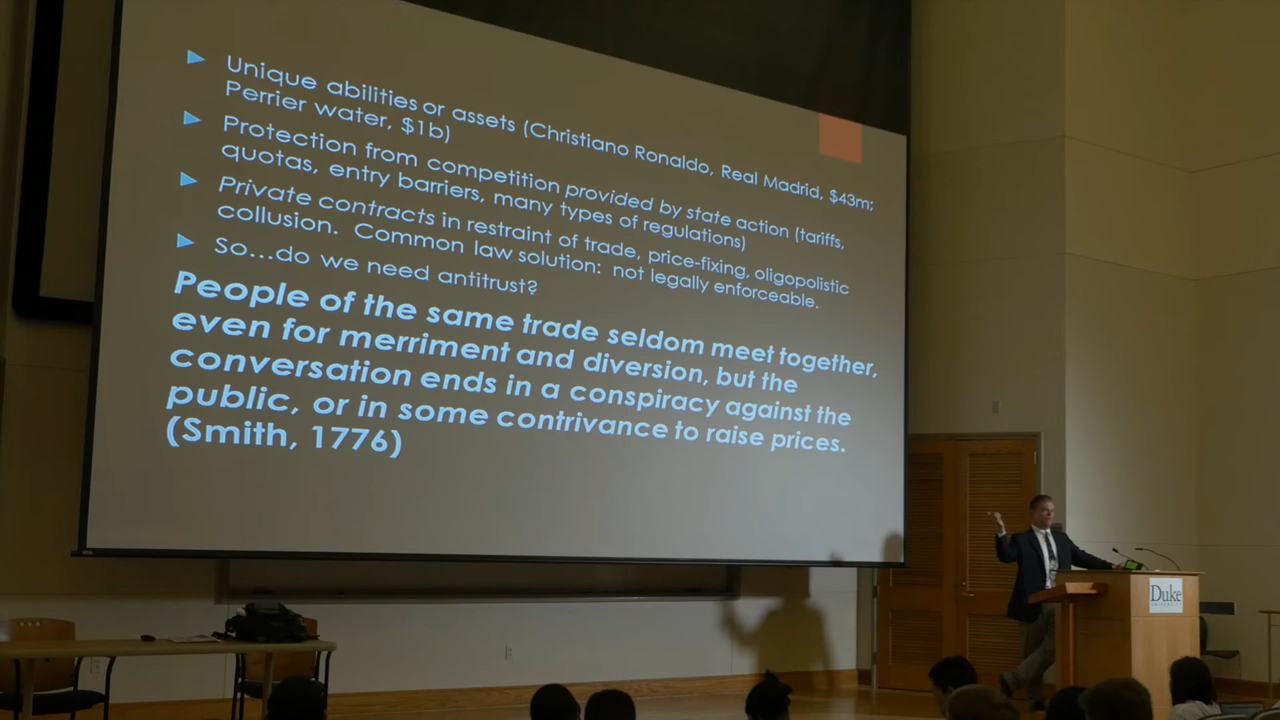 Unique abilities or assets (Christiano Ronaldo, Real Madrid, $43m;
Perrier water, $1b)
Protection from competition provided by state action (tariffs,
quotas, entry barriers, many types of regulations)
Private contracts in restraint of trade, price-fixing, oligopolistic
collusion. Common law solution: not legally enforceable.
So...do we need antitrust?
People of the same trade seldom meet together,
even for merriment and diversion, but the
conversation ends in a conspiracy against the
public, or in some contrivance to raise prices.
(Smith, 1776)
Duke
UNIVERSITY